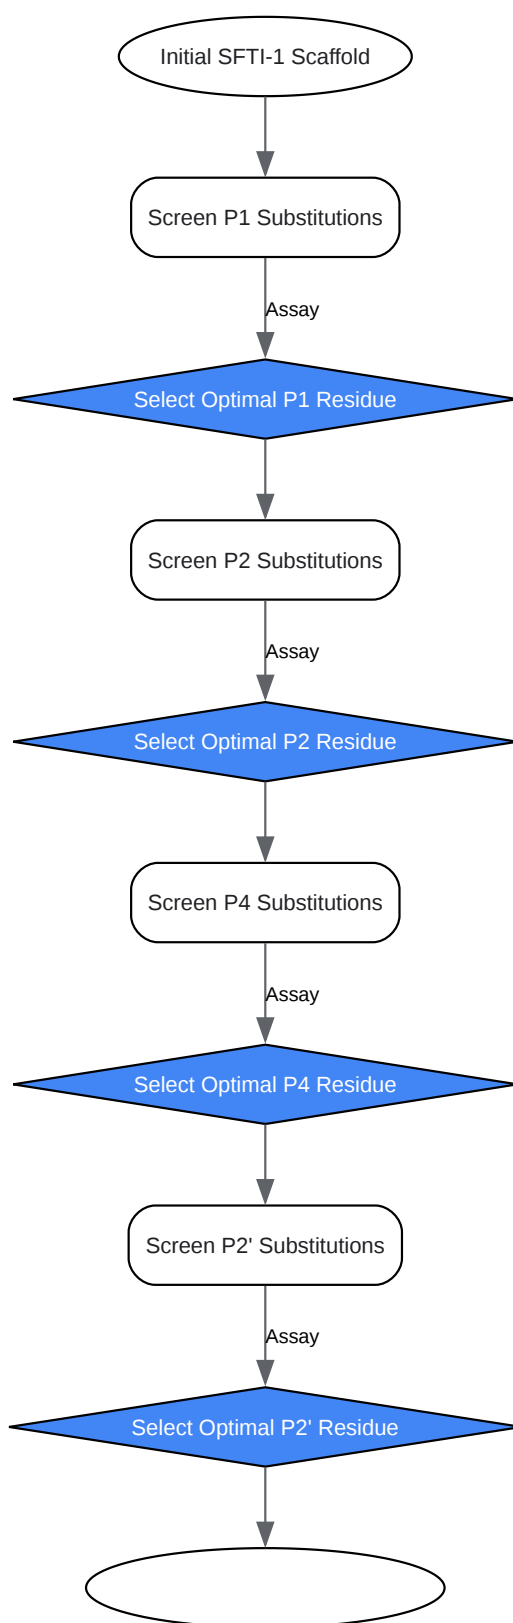 Initial SFTI-1 Scaffold
Screen P1 Substitutions
Assay
Select Optimal P1 Residue
Screen P2 Substitutions
Assay
Select Optimal P2 Residue
Screen P4 Substitutions
Assay
Select Optimal P4 Residue
Screen P2' Substitutions
Assay
Select Optimal P2' Residue